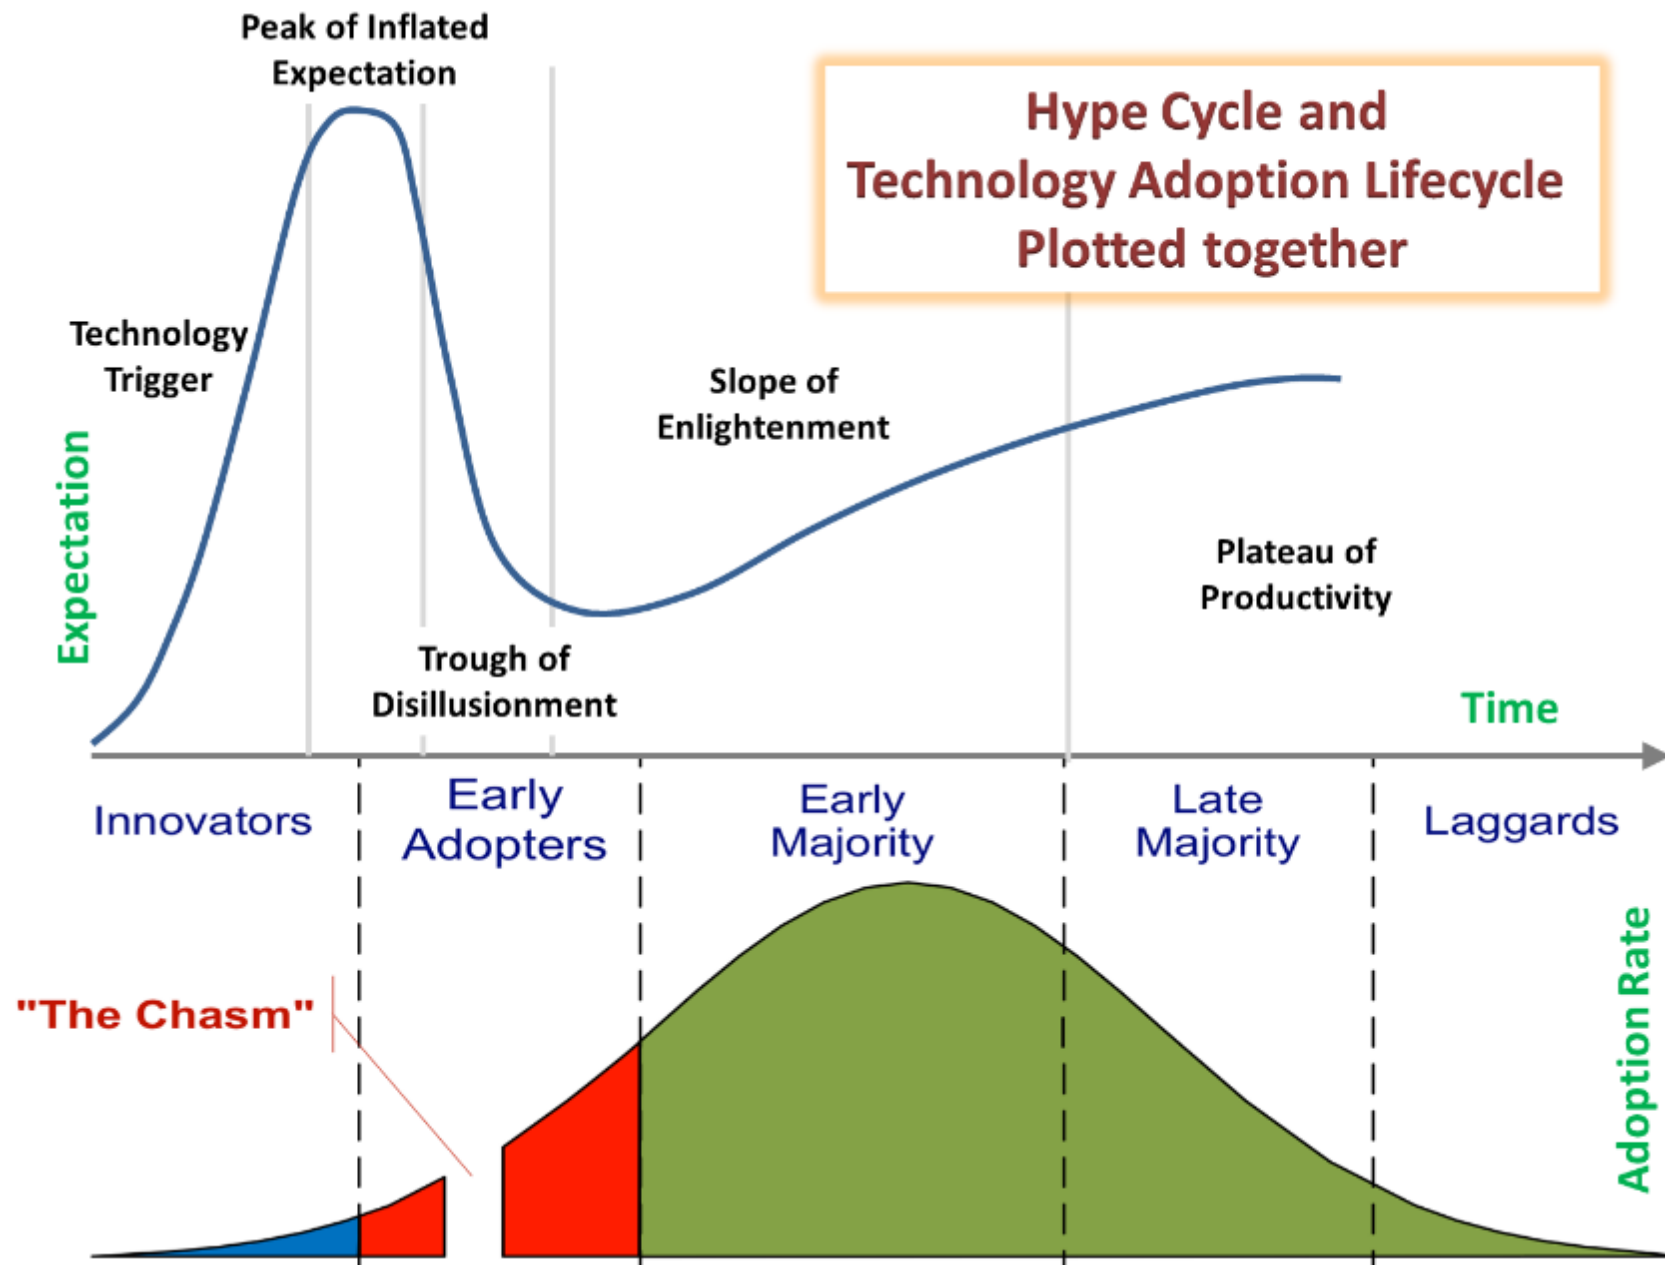 Peak of Inflated
Expectation
Hype Cycle and
Technology Adoption Lifecycle
Plotted together
Technology
Trigger
Slope of
Enlightenment
Expectation
Plateau of
Productivity
Trough of
Disillusionment
Time
Innovators
Early
Adopters
Early
Majority
Late
Majority
Laggards
"The Chasm"
Adoption Rate